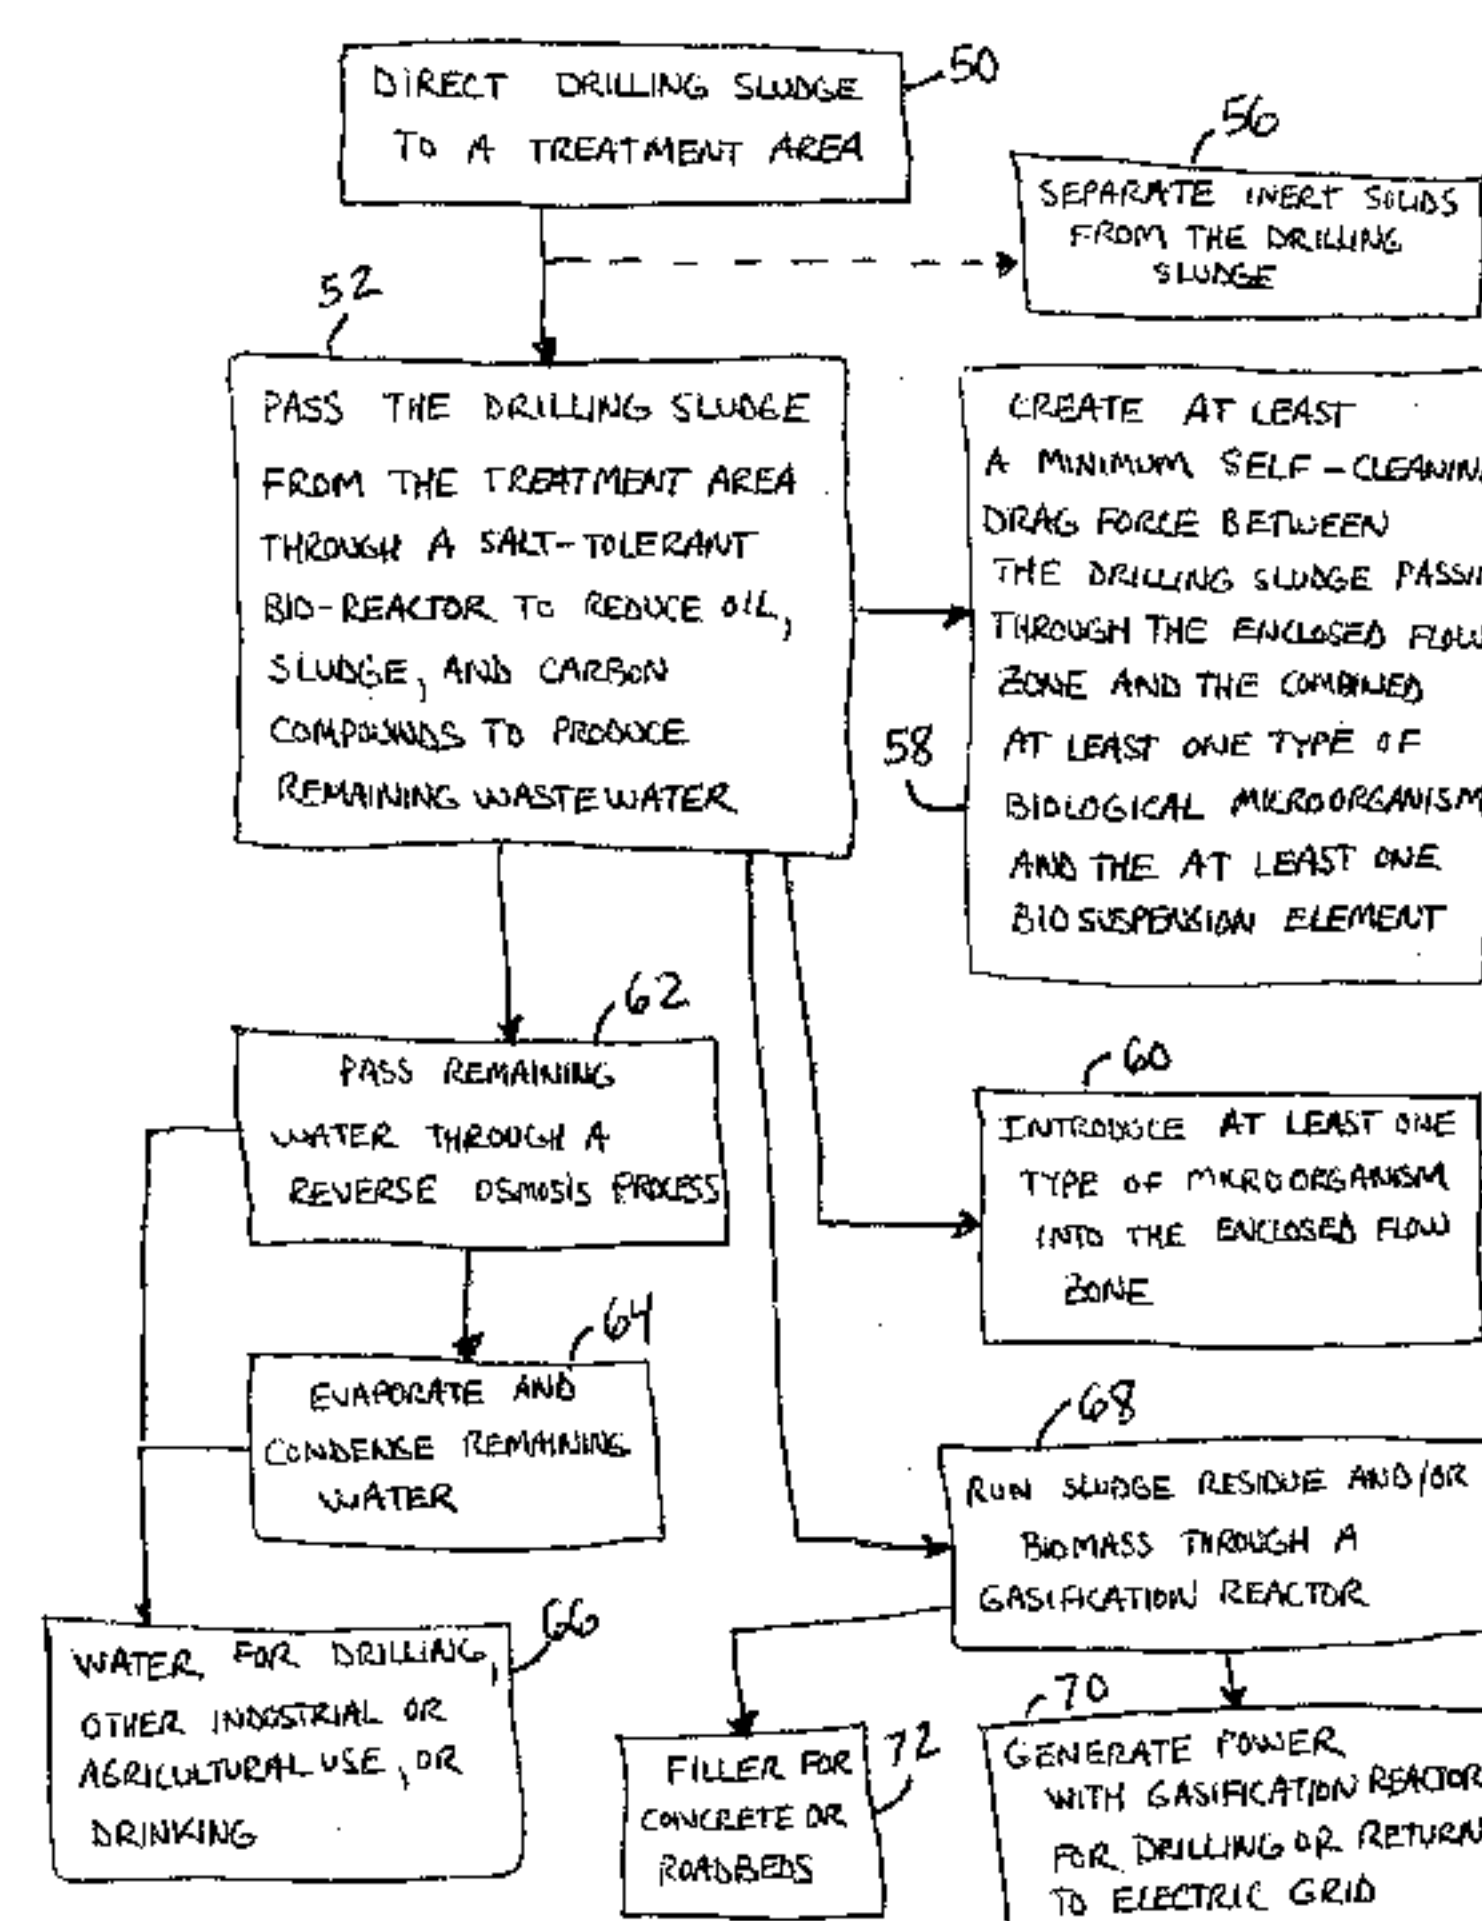 50
DIRECT DRILLING SLUDGE
TO A TREATMENT AREA
56
SEPARATE INERT SOLIDS
FROM THE DRILLING
SLUDGE
52
PASS THE DRILLING SLUDGE
FROM THE TREATMENT AREA
THROUGH A SALT-TOLERANT
BIO-REACTOR TO REDUCE OIL,
SLUDGE, AND CARBON
COMPOUNDS TO PRODUCE
REMAINING WASTEWATER
58
CREATE AT LEAST
A MINIMUM SELF-CLEANIN
DRAG FORCE BETWEEN
THE DRILLING SLUDGE PASSI
THROUGH THE ENCLOSED FLOW
ZONE AND THE COMBINED
AT LEAST ONE TYPE OF
BIOLOGICAL MICROORGANISM
AND THE AT LEAST ONE
BIOSUSPENSION ELEMENT
62
PASS REMAINING
WATER THROUGH A
REVERSE OSMOSIS PROCESS
60
INTRODUCE AT LEAST ONE
TYPE OF MICROORGANISM
INTO THE ENCLOSED FLOW
ZONE
64
EVAPORATE AND
CONDENSE REMAINING
WATER
68
RUN SLUDGE RESIDUE AND/OR
BIOMASS THROUGH A
GASIFICATION REACTOR
66
WATER FOR DRILLING,
OTHER INDUSTRIAL OR
AGRICULTURAL USE, OR
DRINKING
72
FILLER FOR
CONCRETE OR
ROADBEDS
70
GENERATE POWER
WITH GASIFICATION REACTOR
FOR DRILLING OR RETURN
TO ELECTRIC GRID